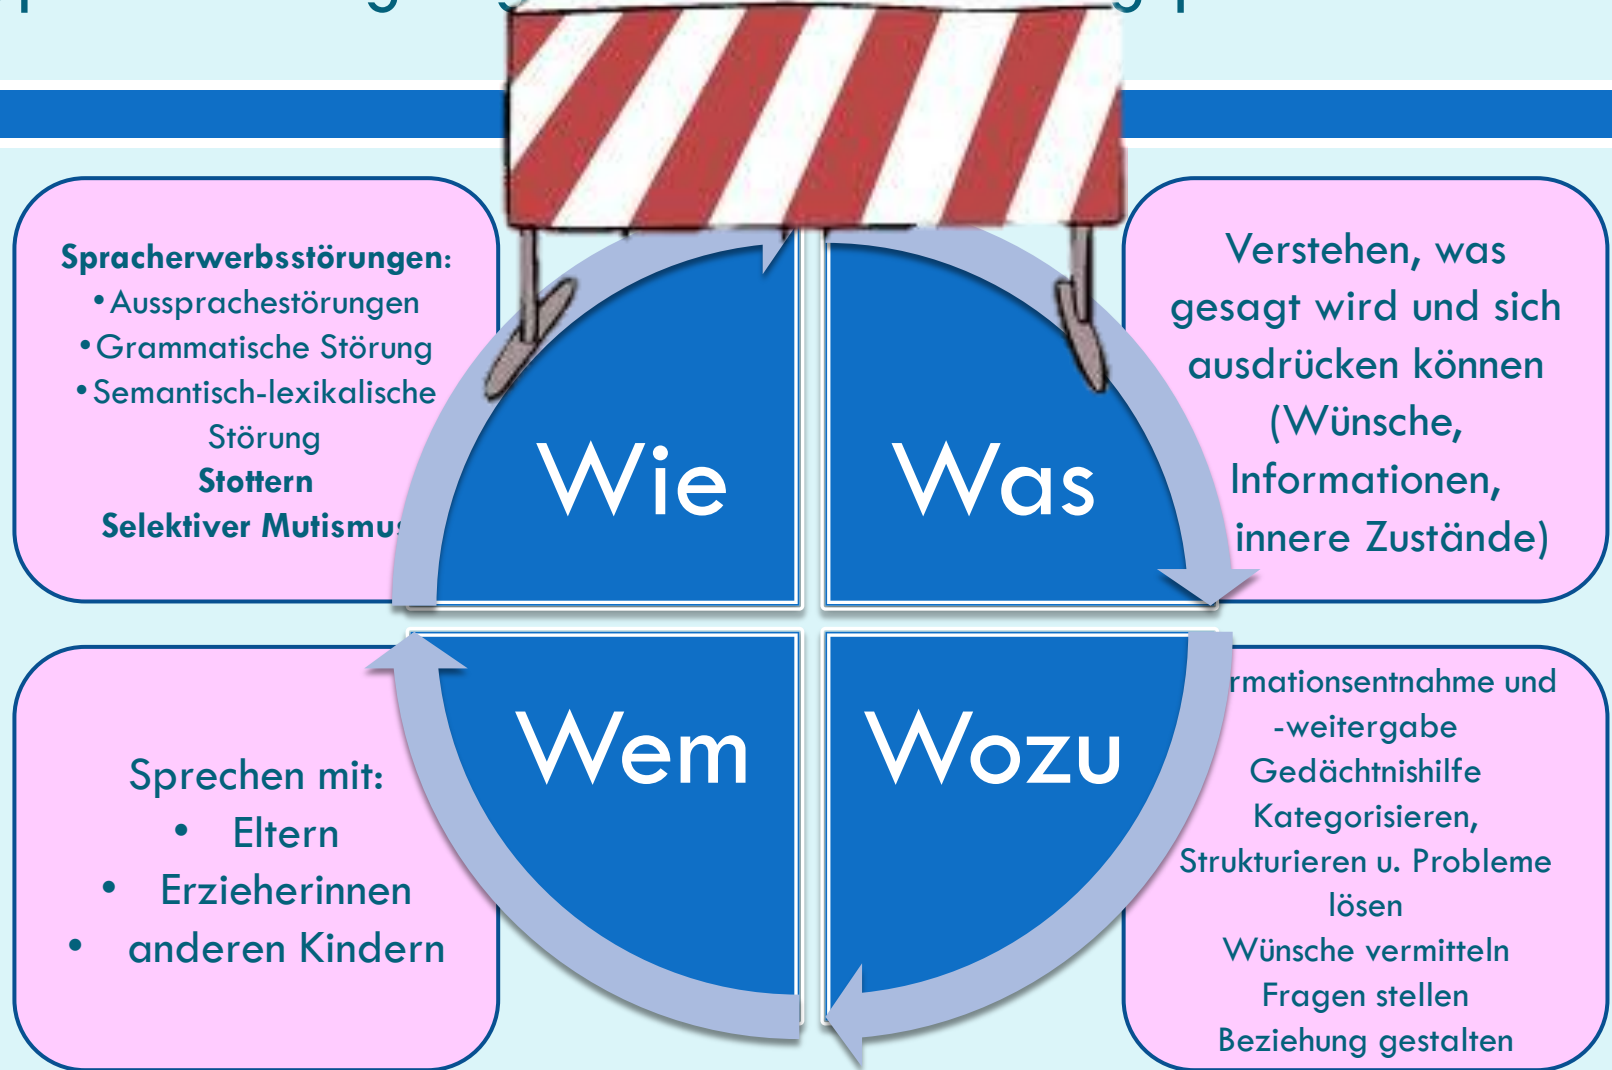 Spracherwerbsstörungen:
• Aussprachestörungen
• Grammatische Störung
• Semantisch-lexikalische
Störung
Stottern
Selektiver
Wie
Was
Verstehen, was
gesagt wird und sich
ausdrücken können
(Wünsche,
Informationen,
innere Zustände)
Sprechen mit:
• Eltern
• Erzieherinnen
• anderen Kindern
Wem
Wozu
und
-weitergabe
Gedächtnishilfe
Kategorisieren,
Strukturieren u. Probleme
lösen
Wünsche vermitteln
Fragen stellen
Beziehung gestalten